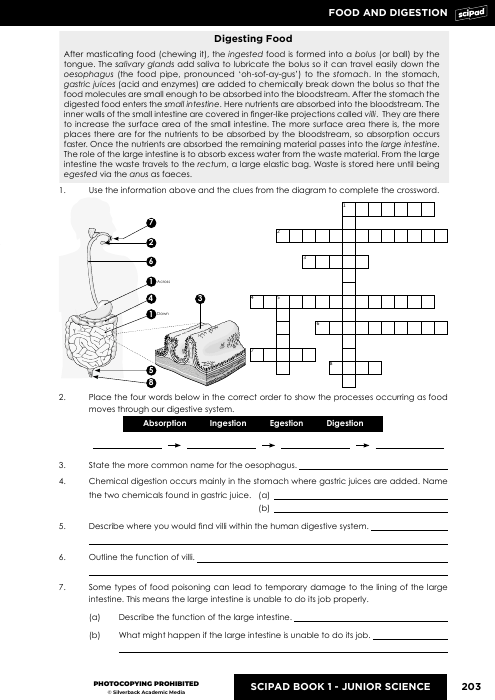 FOOD AND DIGESTION scipad
Digesting Food
After masticating food (chewing it), the ingested food is formed into a bolus (or ball) by the
tongue. The salivary glands add saliva to lubricate the bolus so it can travel easily down the
oesophagus (the food pipe, pronounced 'oh-sof-ay-gus') to the stomach. In the stomach,
gastric juices (acid and enzymes) are added to chemically break down the bolus so that the
food molecules are small enough to be absorbed into the bloodstream. After the stomach the
digested food enters the small intestine. Here nutrients are absorbed into the bloodstream. The
inner walls of the small intestine are covered in finger-like projections called villi. They are there
to increase the surface area of the small intestine. The more surface area there is, the more
places there are for the nutrients to be absorbed by the bloodstream, so absorption occurs
faster. Once the nutrients are absorbed the remaining material passes into the large intestine.
The role of the large intestine is to absorb excess water from the waste material. From the large
intestine the waste travels to the rectum, a large elastic bag. Waste is stored here until being
egested via the anus as faeces.
1. Use the information above and the clues from the diagram to complete the crossword.
7
2
6
1 Across
4
1 Down
3
5
8
2. Place the four words below in the correct order to show the processes occurring as food
moves through our digestive system.
Absorption Ingestion Egestion Digestion
3. State the more common name for the oesophagus.
4. Chemical digestion occurs mainly in the stomach where gastric juices are added. Name
the two chemicals found in gastric juice. (a)
(b)
5. Describe where you would find villi within the human digestive system.
6. Outline the function of villi.
7. Some types of food poisoning can lead to temporary damage to the lining of the large
intestine. This means the large intestine is unable to do its job properly.
(a) Describe the function of the large intestine.
(b) What might happen if the large intestine is unable to do its job.
PHOTOCOPYING PROHIBITED
© Silverback Academic Media
SCIPAD BOOK 1 - JUNIOR SCIENCE 203